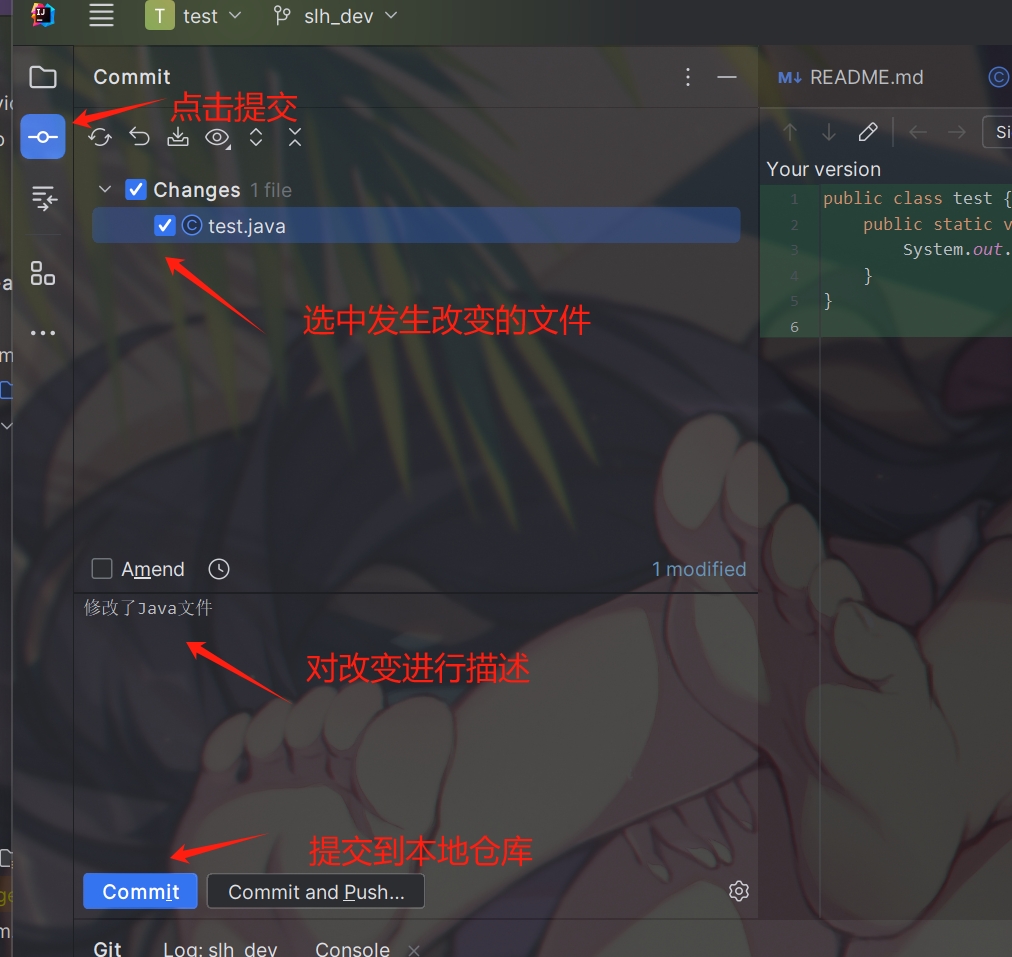 IJ
T test slh_dev
Commit
README.md
点击提交
Si
Changes 1 file
Your version
test.java
1 public class test {
2 public static v
3 System.out.
4 }
5 }
6
选中发生改变的文件
Amend
1 modified
修改了Java文件
对改变进行描述
提交到本地仓库
Commit
Commit and Push...
Git Log: slh_dev Console